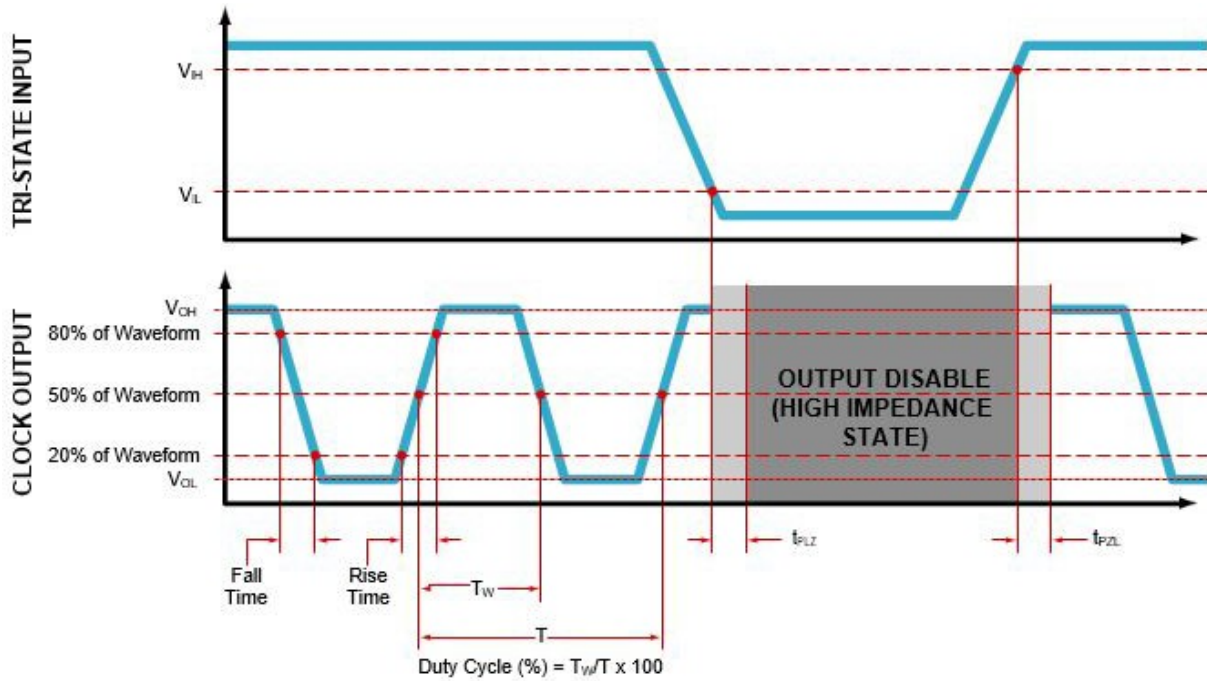 TRI-STATE INPUT
VIH
VIL
CLOCK OUTPUT
VOH
80% of Waveform
50% of Waveform
20% of Waveform
VOL
OUTPUT DISABLE
(HIGH IMPEDANCE
STATE)
tPLZ
tPZL
Fall
Time
Rise
Time
TW
T
Duty Cycle (%) = TW/T x 100